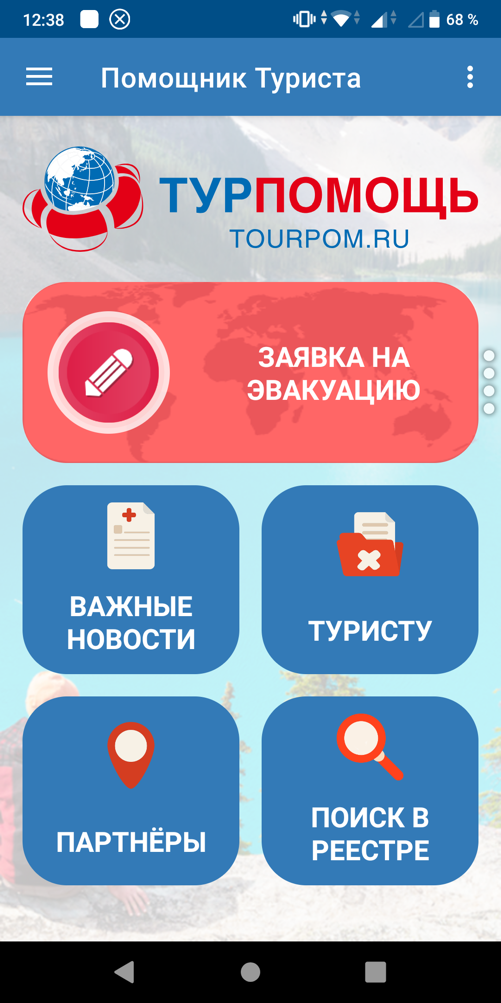 12:38
68 %
Помощник Туриста
ТУРПОМОЩЬ
TOURPOM.RU
ЗАЯВКА НА
ЭВАКУАЦИЮ
ВАЖНЫЕ
НОВОСТИ
ТУРИСТУ
ПАРТНЁРЫ
ПОИСК В
РЕЕСТРЕ